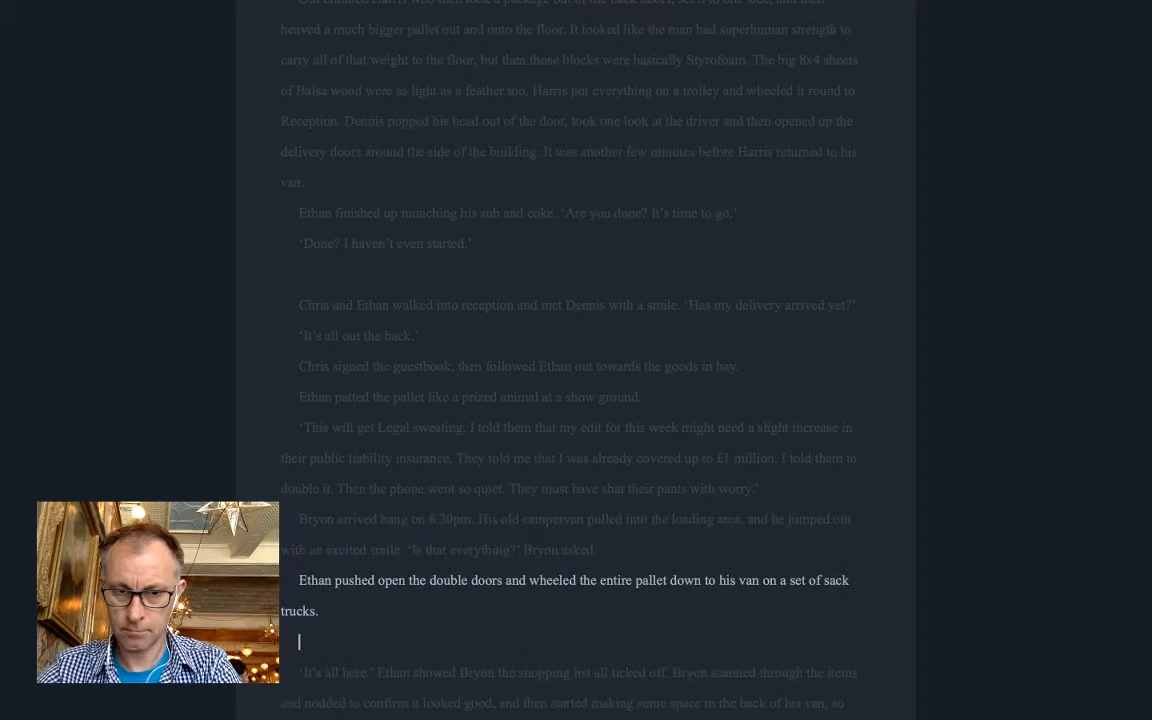 heaved a much bigger pallet out and onto the floor. It looked like the man had superhuman strength to
carry all of that weight to the floor, but then those blocks were basically Styrofoam. The big 8x4 sheets
of Balsa wood were as light as a feather too. Harris put everything on a trolley and wheeled it round to
Reception. Dennis popped his head out of the door, took one look at the driver and then opened up the
delivery doors around the side of the building. It was another few minutes before Harris returned to his
van.
Ethan finished up munching his sub and coke. ‘Are you done? It’s time to go.’
‘Done? I haven’t even started.’
Chris and Ethan walked into reception and met Dennis with a smile. ‘Has my delivery arrived yet?’
‘It’s all out the back.’
Chris signed the guestbook, then followed Ethan out towards the goods in bay.
Ethan patted the pallet like a prized animal at a show ground.
‘This will get Legal sweating. I told them that my edit for this week might need a slight increase in
their public liability insurance. They told me that I was already covered up to £1 million. I told them to
double it. Then the phone went so quiet. They must have shat their pants with worry.’
Bryon arrived bang on 6.30pm. His old campervan pulled into the loading area, and he jumped out
with an excited smile. ‘Is that everything?’ Bryon asked.
Ethan pushed open the double doors and wheeled the entire pallet down to his van on a set of sack
trucks.
‘It’s all here.’ Ethan showed Bryon the shopping list all ticked off. Bryon scanned through the items
and nodded to confirm it looked good, and then started making some space in the back of his van, so